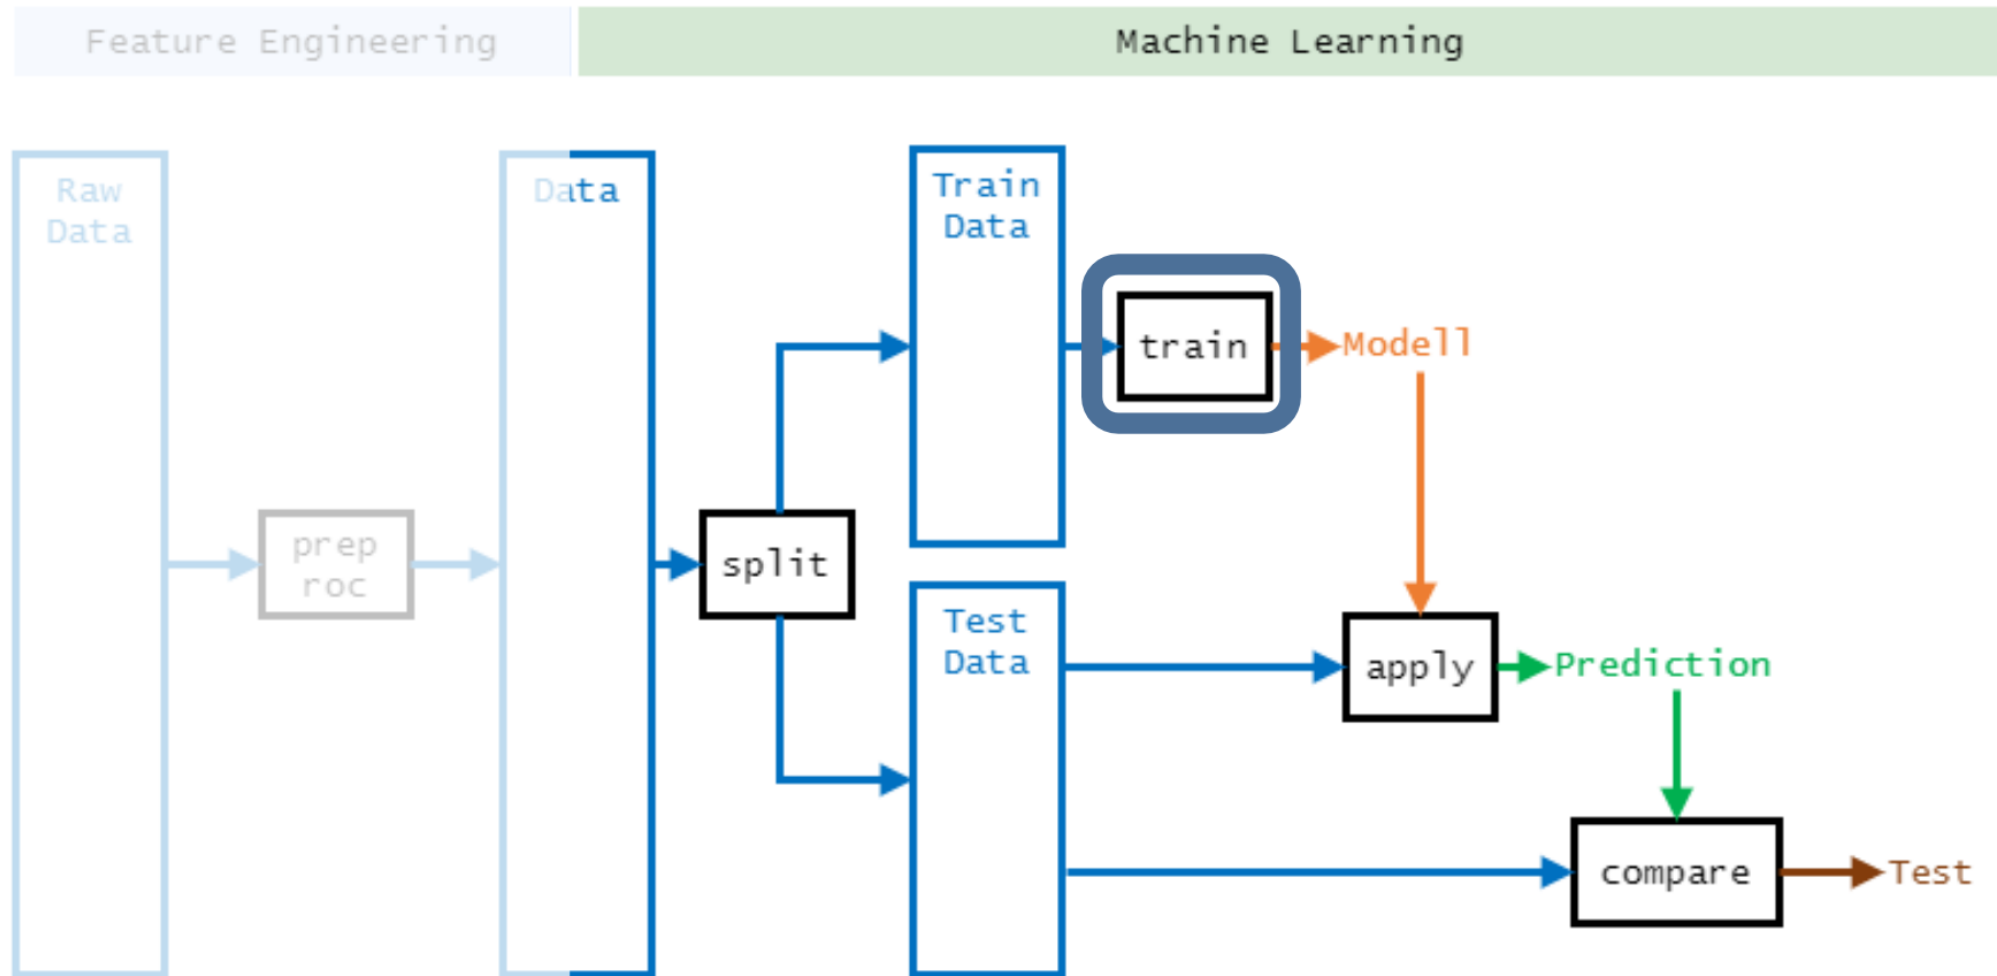 Feature Engineering
Machine Learning
Raw
Data
Data
Train
Data
train
Modell
prep
roc
split
Test
Data
apply
Prediction
compare
Test